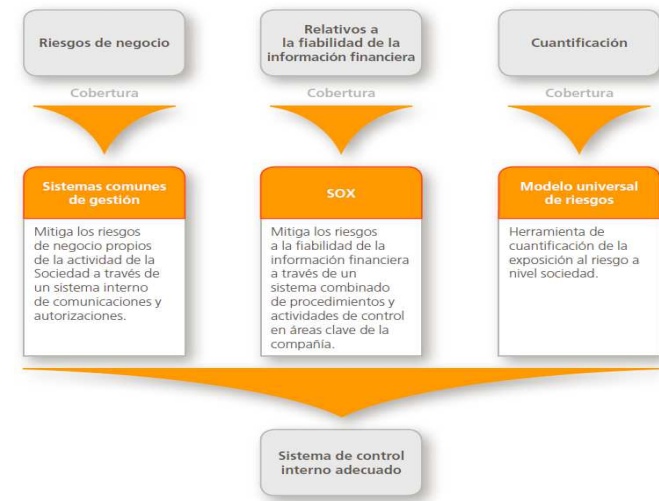 Riesgos de negocio
Relativos a
la fiabilidad de la
información financiera
Cuantificación
Cobertura
Cobertura
Cobertura
Sistemas comunes
de gestión
Mitiga los riesgos
de negocio propios
de la actividad de la
Sociedad a través de
un sistema interno
de comunicaciones y
autorizaciones.
SOX
Mitiga los riesgos
a la fiabilidad de la
información financiera
a través de un
sistema combinado
de procedimientos y
actividades de control
en áreas clave de la
compañía.
Modelo universal
de riesgos
Herramienta de
cuantificación de la
exposición al riesgo a
nivel sociedad.
Sistema de control
interno adecuado